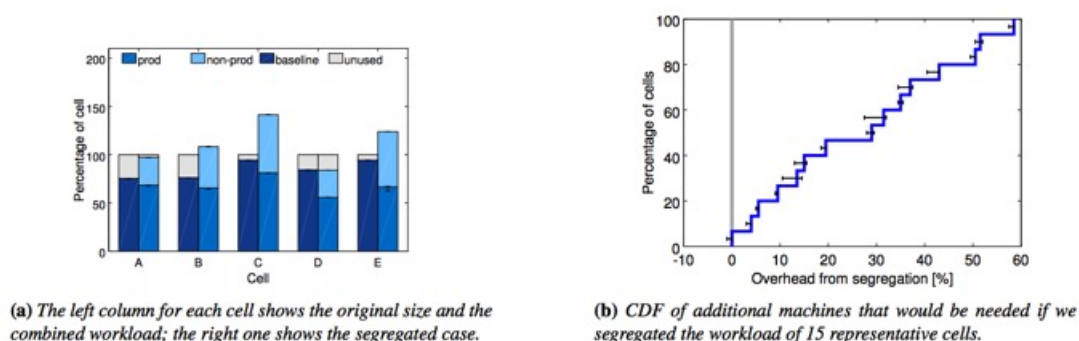 200
150
100
50
0
Percentage of cell
prod non-prod baseline unused
A B C D E
Cell
(a) The left column for each cell shows the original size and the
combined workload; the right one shows the segregated case.
100
80
60
40
20
0
Percentage of cells
-10 0 10 20 30 40 50 60
Overhead from segregation [%]
(b) CDF of additional machines that would be needed if we
segregated the workload of 15 representative cells.